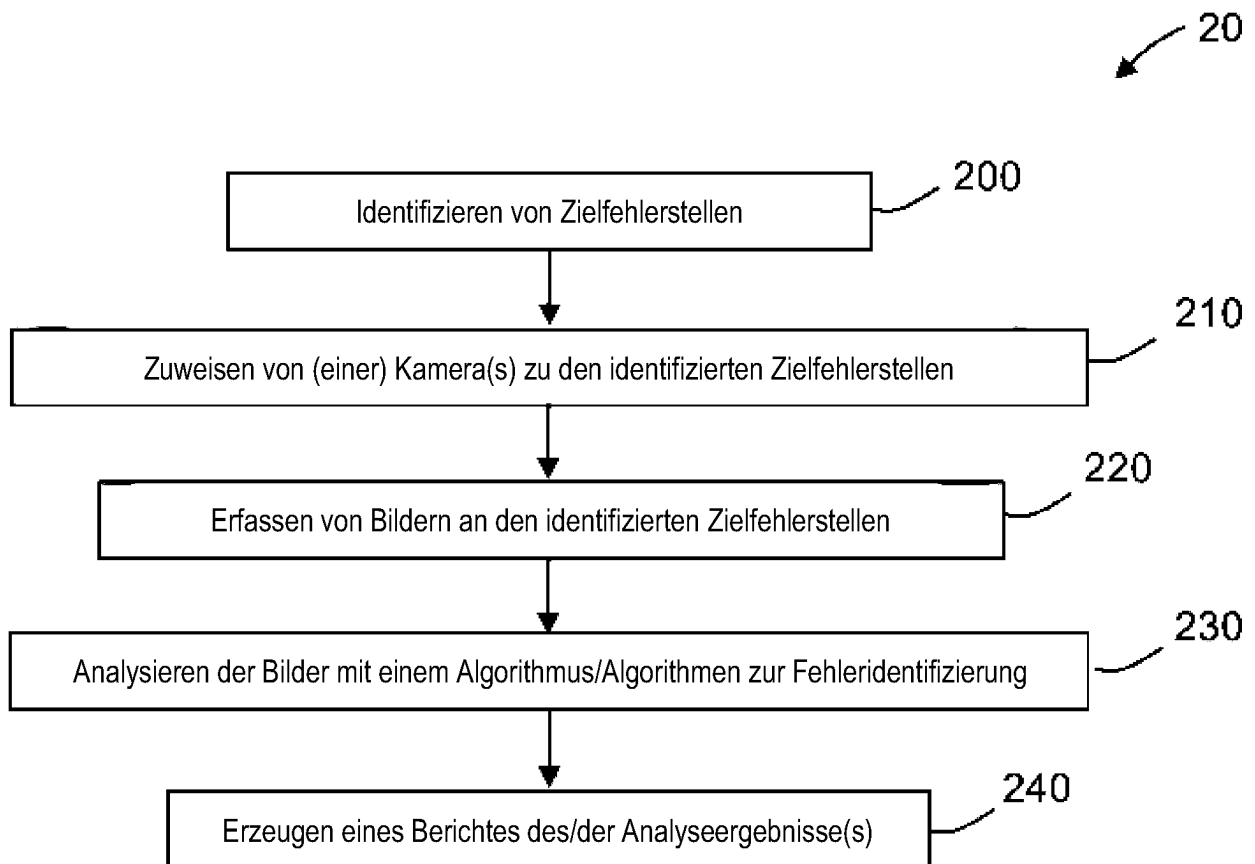 20
200
Identifizieren von Zielfehlerstellen
210
Zuweisen von (einer) Kamera(s) zu den identifizierten Zielfehlerstellen
220
Erfassen von Bildern an den identifizierten Zielfehlerstellen
230
Analysieren der Bilder mit einem Algorithmus/Algorithmen zur Fehleridentifizierung
240
Erzeugen eines Berichtes des/der Analyseergebnisse(s)